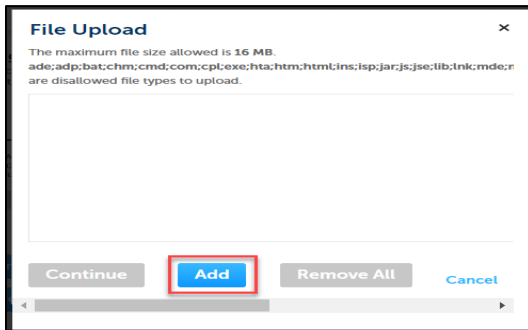 File Upload
×
The maximum file size allowed is 16 MB.
ade;adp;bat;chm;cmd;com;cpl;exe;hta;htm;html;ins;isp;jar;js;jse;lib;lnk;mde;
are disallowed file types to upload.
Continue Add Remove All Cancel